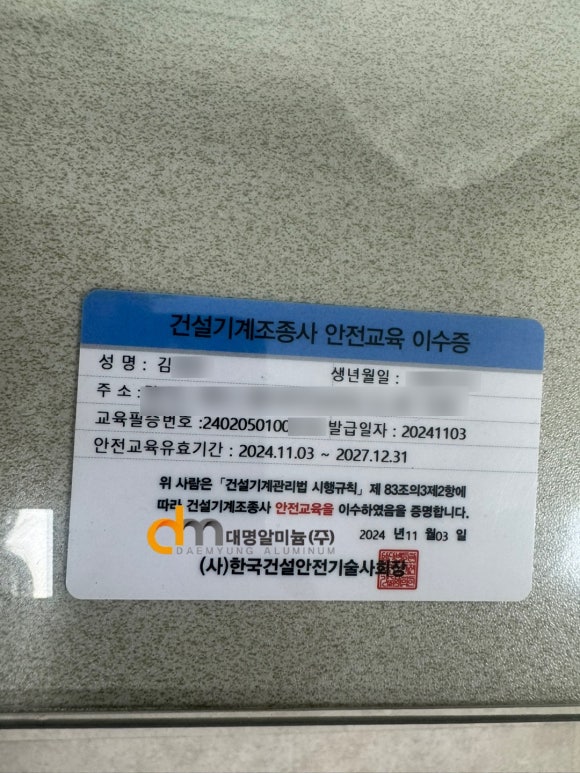 건설기계조종사 안전교육 이수증
성 명 : 김
생년월일 :
주 소 :
교육필증번호 :2402050100 발급일자 : 20241103
안전교육유효기간 : 2024.11.03 ~ 2027.12.31
위 사람은「건설기계관리법 시행규칙」제 83조의3제2항에
따라 건설기계조종사 안전교육을 이수하였음을 증명합니다.
2024 년11 월03 일
dm 대명알미늄(주)
DAEMYUNG ALUMINUM
(사)한국건설안전기술사회장